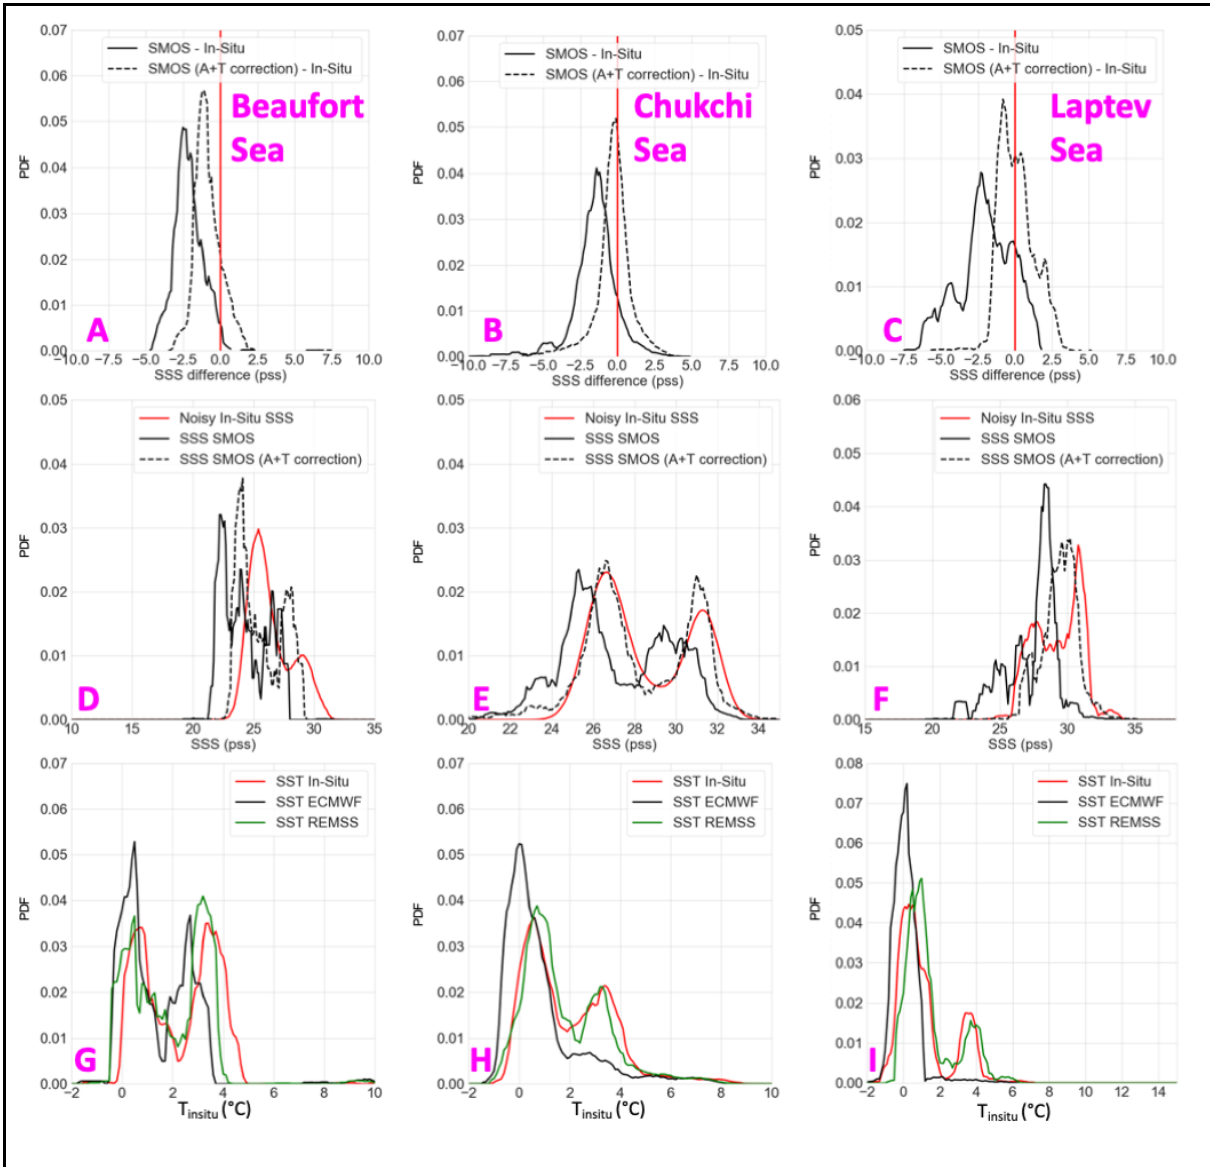 SMOS - In-Situ
SMOS (A+T correction) - In-Situ
Beaufort
Sea
A
PDF
0.07
0.06
0.05
0.04
0.03
0.02
0.01
0.00
−10.0 −7.5 −5.0 −2.5 0.0 2.5 5.0 7.5 10.0
SSS difference (pss)
SMOS - In-Situ
SMOS (A+T correction) - In-Situ
Chukchi
Sea
B
PDF
0.07
0.06
0.05
0.04
0.03
0.02
0.01
0.00
−10.0 −7.5 −5.0 −2.5 0.0 2.5 5.0 7.5 10.0
SSS difference (pss)
SMOS - In-Situ
SMOS (A+T correction) - In-Situ
Laptev
Sea
C
PDF
0.05
0.04
0.03
0.02
0.01
0.00
−10.0 −7.5 −5.0 −2.5 0.0 2.5 5.0 7.5 10.0
SSS difference (pss)
Noisy In-Situ SSS
SSS SMOS
SSS SMOS (A+T correction)
D
PDF
0.05
0.04
0.03
0.02
0.01
0.00
10 15 20 25 30 35
SSS (pss)
Noisy In-Situ SSS
SSS SMOS
SSS SMOS (A+T correction)
E
PDF
0.05
0.04
0.03
0.02
0.01
0.00
20 22 24 26 28 30 32 34
SSS (pss)
Noisy In-Situ SSS
SSS SMOS
SSS SMOS (A+T correction)
F
PDF
0.06
0.05
0.04
0.03
0.02
0.01
0.00
15 20 25 30 35
SSS (pss)
SST In-Situ
SST ECMWF
SST REMSS
G
PDF
0.07
0.06
0.05
0.04
0.03
0.02
0.01
0.00
−2 0 2 4 6 8 10
Tinsitu (°C)
SST In-Situ
SST ECMWF
SST REMSS
H
PDF
0.07
0.06
0.05
0.04
0.03
0.02
0.01
0.00
−2 0 2 4 6 8 10
Tinsitu (°C)
SST In-Situ
SST ECMWF
SST REMSS
I
PDF
0.08
0.07
0.06
0.05
0.04
0.03
0.02
0.01
0.00
−2 0 2 4 6 8 10 12 14
Tinsitu (°C)